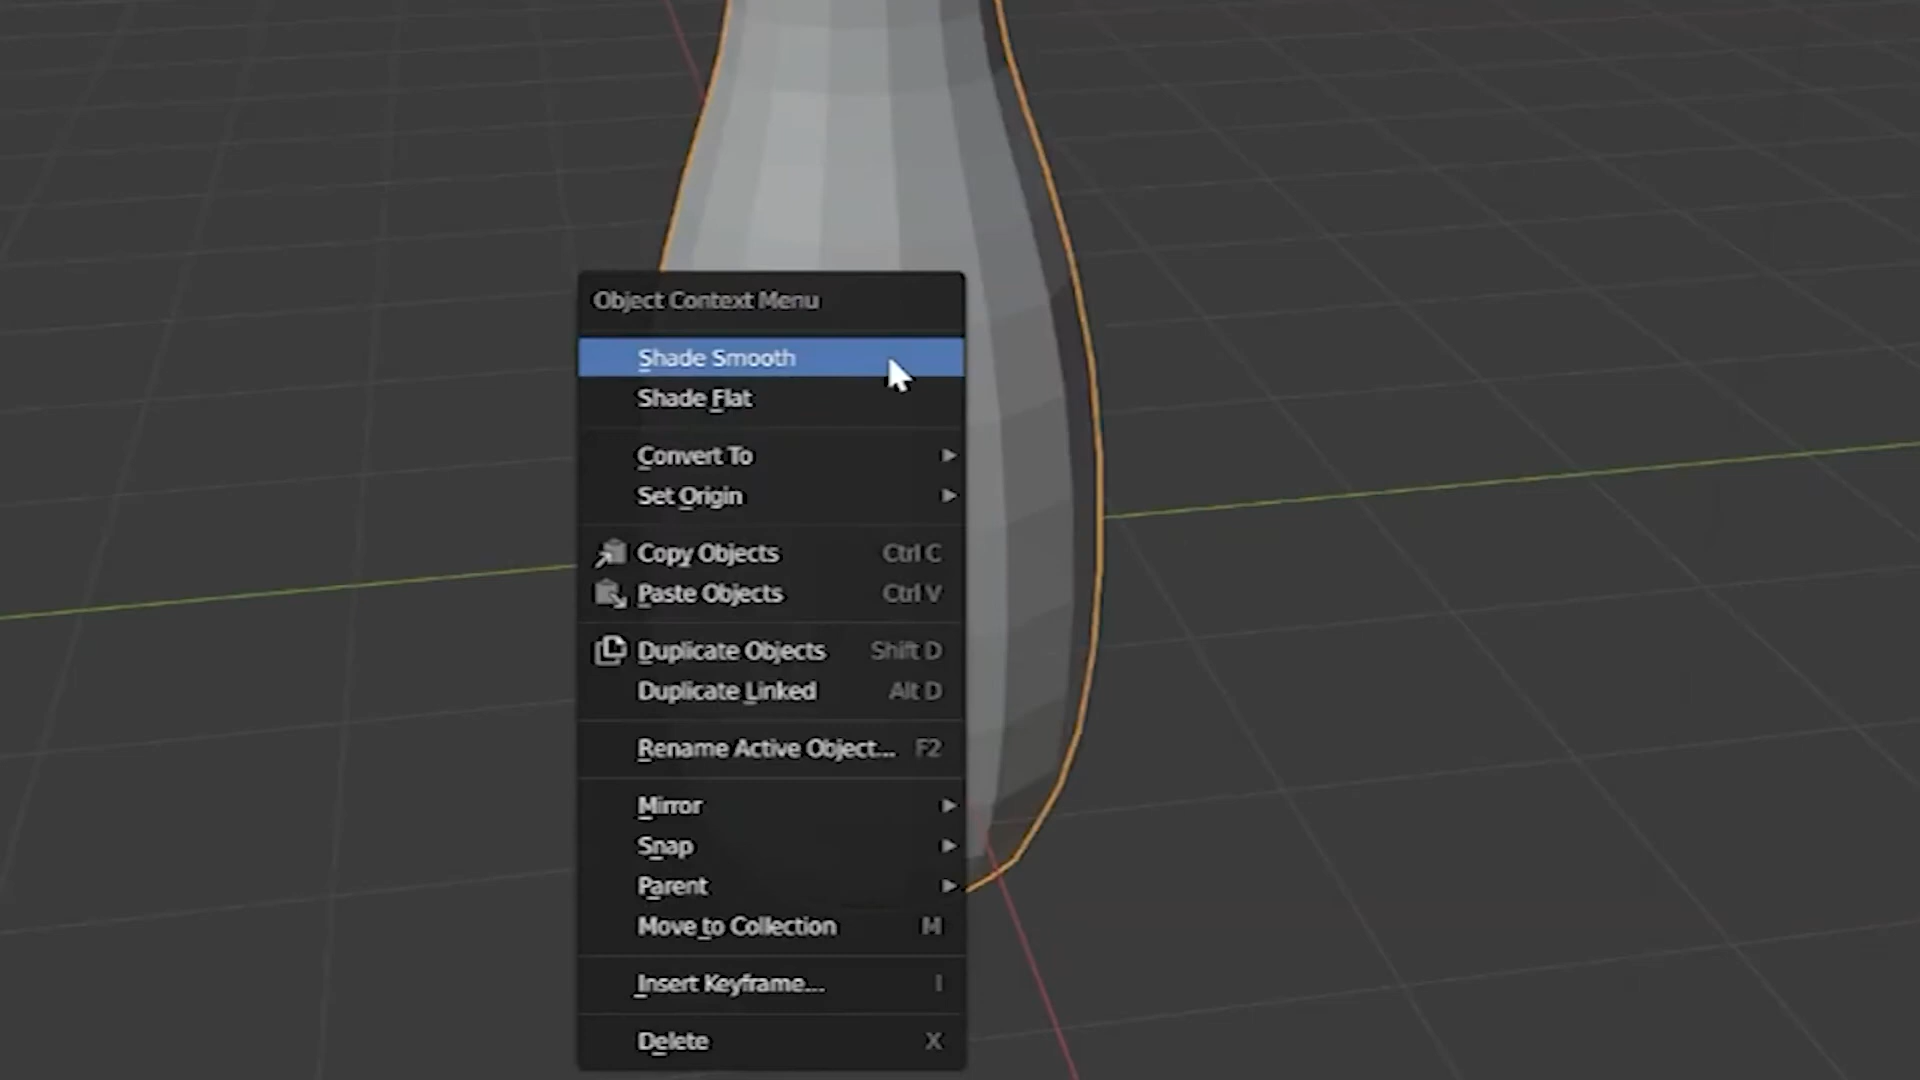 Object Context Menu
Shade Smooth
Shade Flat
Convert To
Set Origin
Copy Objects Ctrl C
Paste Objects Ctrl V
Duplicate Objects Shift D
Duplicate Linked Alt D
Rename Active Object... F2
Mirror
Snap
Parent
Move to Collection M
Insert Keyframe... I
Delete X